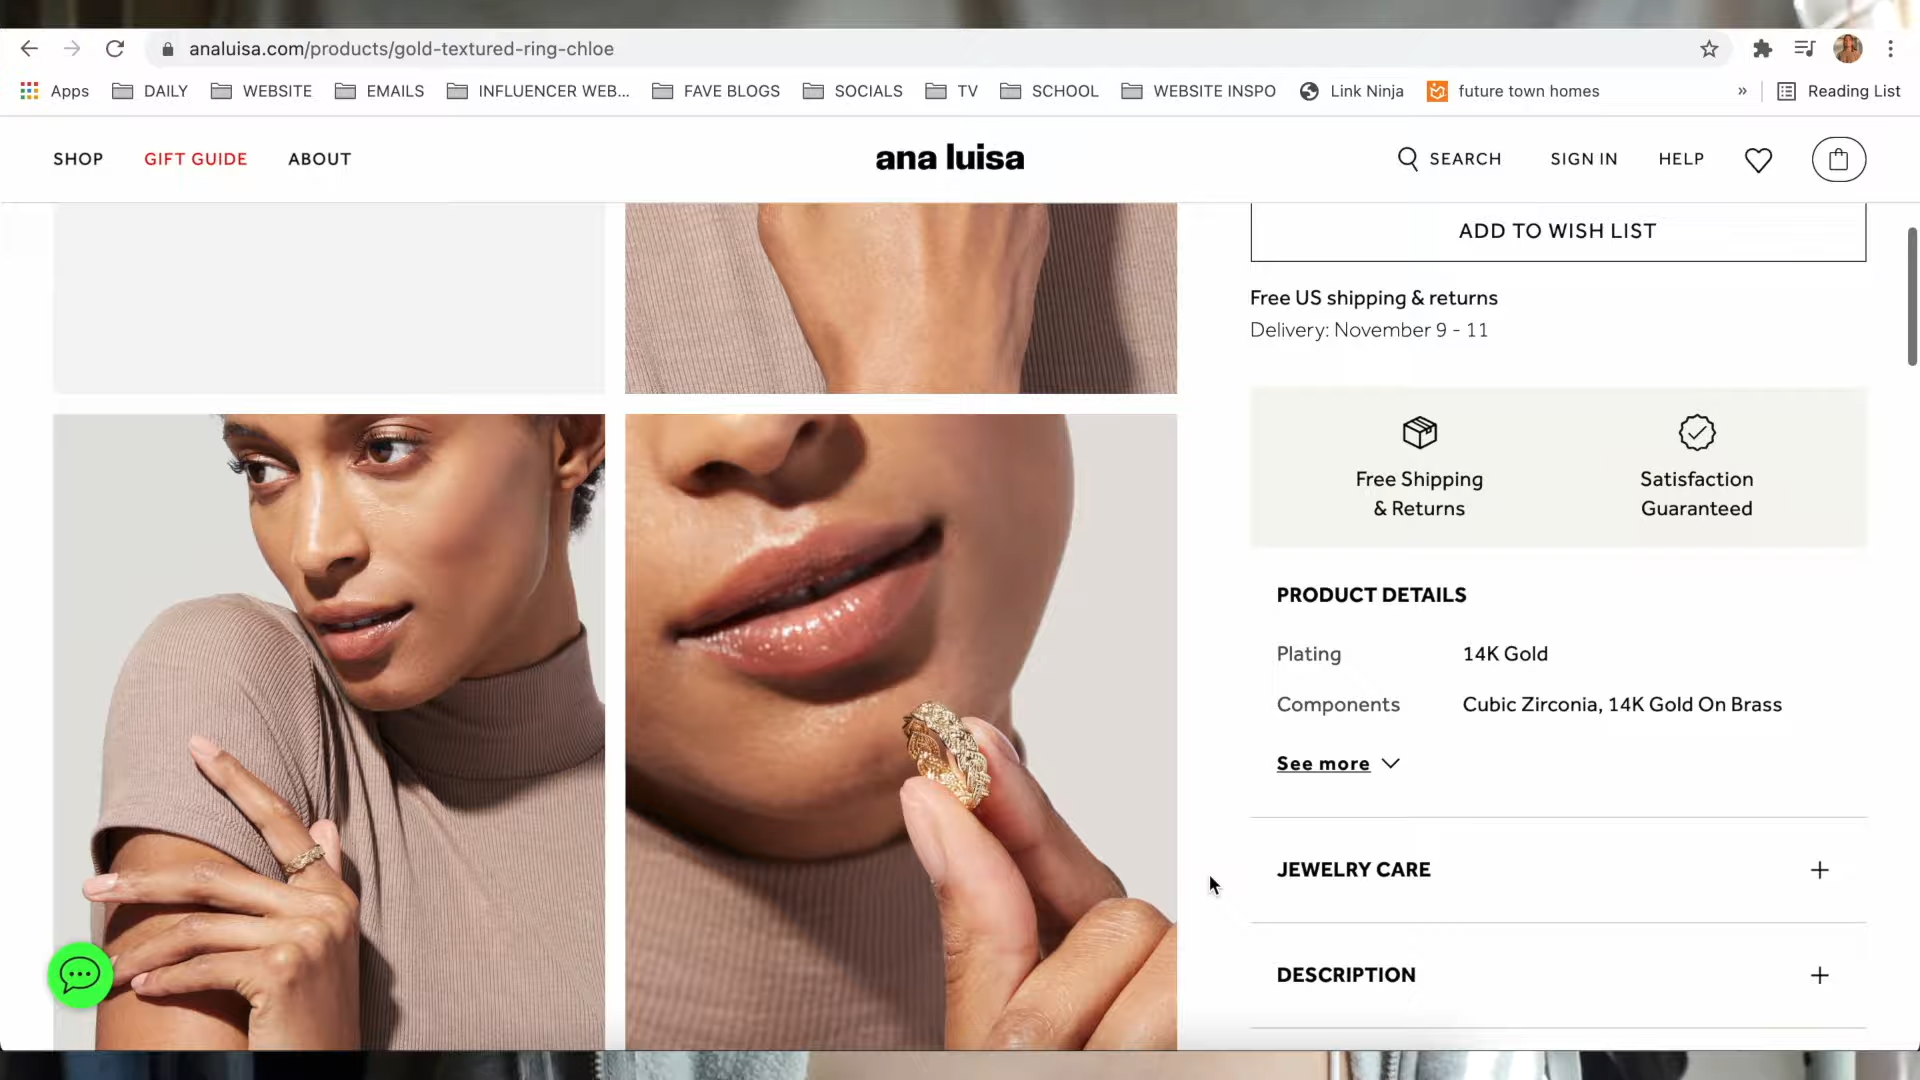 analuisa.com/products/gold-textured-ring-chloe
Apps
DAILY
WEBSITE
EMAILS
INFLUENCER WEB...
FAVE BLOGS
SOCIALS
TV
SCHOOL
WEBSITE INSPO
Link Ninja
future town homes
»
Reading List
SHOP
GIFT GUIDE
ABOUT
ana luisa
SEARCH
SIGN IN
HELP
ADD TO WISH LIST
Free US shipping & returns
Delivery: November 9 - 11
Free Shipping
& Returns
Satisfaction
Guaranteed
PRODUCT DETAILS
Plating
14K Gold
Components
Cubic Zirconia, 14K Gold On Brass
See more
JEWELRY CARE
DESCRIPTION